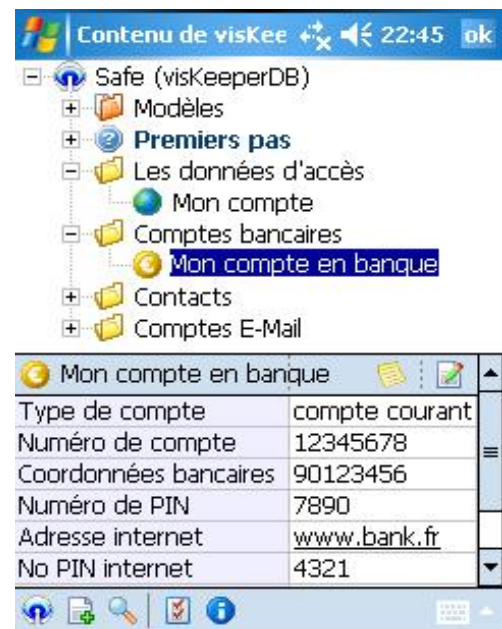 Contenu de visKee 22:45 ok
Safe (visKeeperDB)
Modèles
Premiers pas
Les données d'accès
Mon compte
Comptes bancaires
Mon compte en banque
Contacts
Comptes E-Mail
Mon compte en banque
Type de compte compte courant
Numéro de compte 12345678
Coordonnées bancaires 90123456
Numéro de PIN 7890
Adresse internet www.bank.fr
No PIN internet 4321